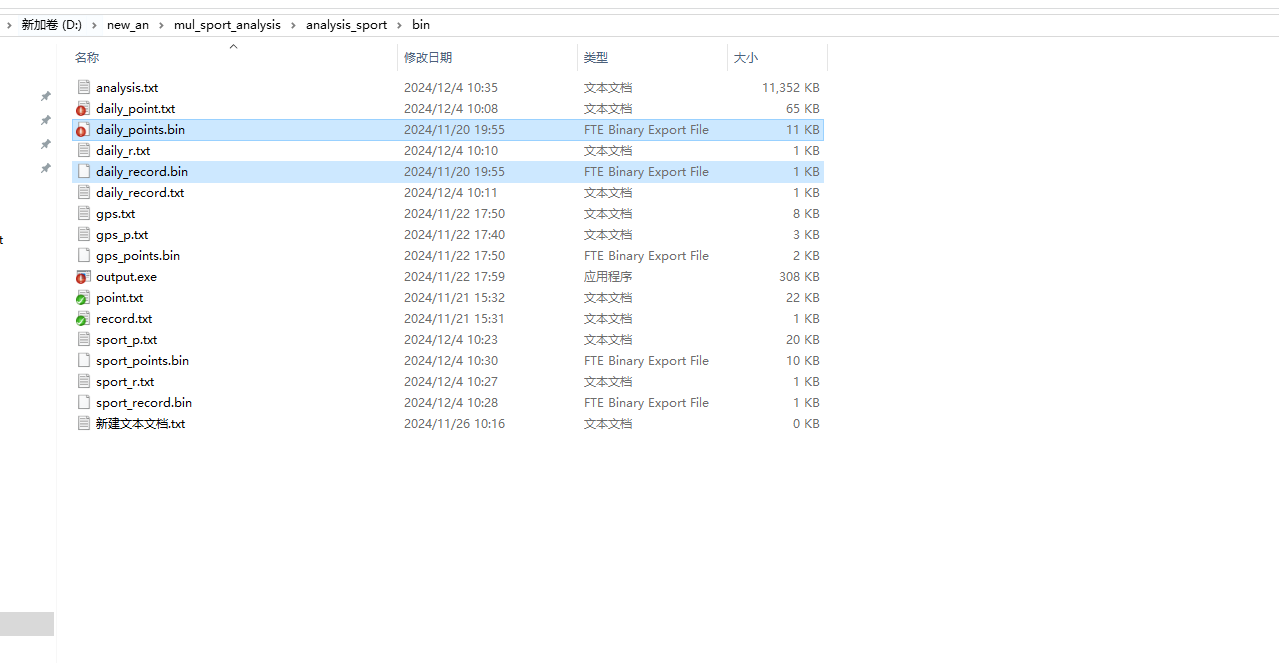 新加卷 (D:) › new_an › mul_sport_analysis › analysis_sport › bin
名称 修改日期 类型 大小
analysis.txt 2024/12/4 10:35 文本文档 11,352 KB
daily_point.txt 2024/12/4 10:08 文本文档 65 KB
daily_points.bin 2024/11/20 19:55 FTE Binary Export File 11 KB
daily_r.txt 2024/12/4 10:10 文本文档 1 KB
daily_record.bin 2024/11/20 19:55 FTE Binary Export File 1 KB
daily_record.txt 2024/12/4 10:11 文本文档 1 KB
gps.txt 2024/11/22 17:50 文本文档 8 KB
t
gps_p.txt 2024/11/22 17:40 文本文档 3 KB
gps_points.bin 2024/11/22 17:50 FTE Binary Export File 2 KB
output.exe 2024/11/22 17:59 应用程序 308 KB
point.txt 2024/11/21 15:32 文本文档 22 KB
record.txt 2024/11/21 15:31 文本文档 1 KB
sport_p.txt 2024/12/4 10:23 文本文档 20 KB
sport_points.bin 2024/12/4 10:30 FTE Binary Export File 10 KB
sport_r.txt 2024/12/4 10:27 文本文档 1 KB
sport_record.bin 2024/12/4 10:28 FTE Binary Export File 1 KB
新建文本文档.txt 2024/11/26 10:16 文本文档 0 KB